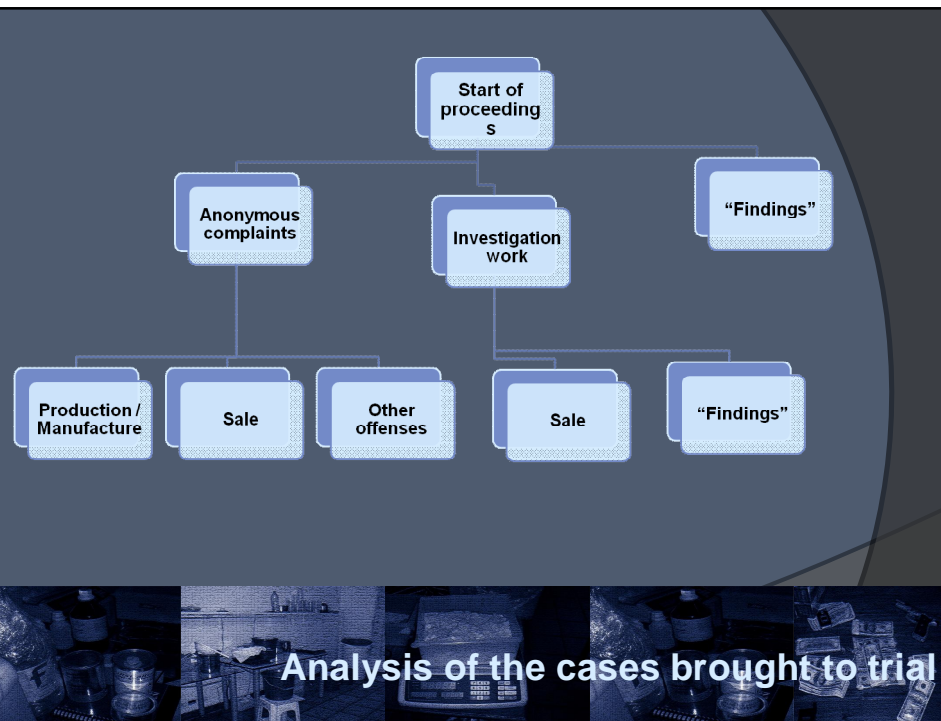 Start of
proceeding
s
Anonymous
complaints
Investigation
work
“Findings”
Production /
Manufacture
Sale
Other
offenses
Sale
“Findings”
Analysis of the cases brought to trial